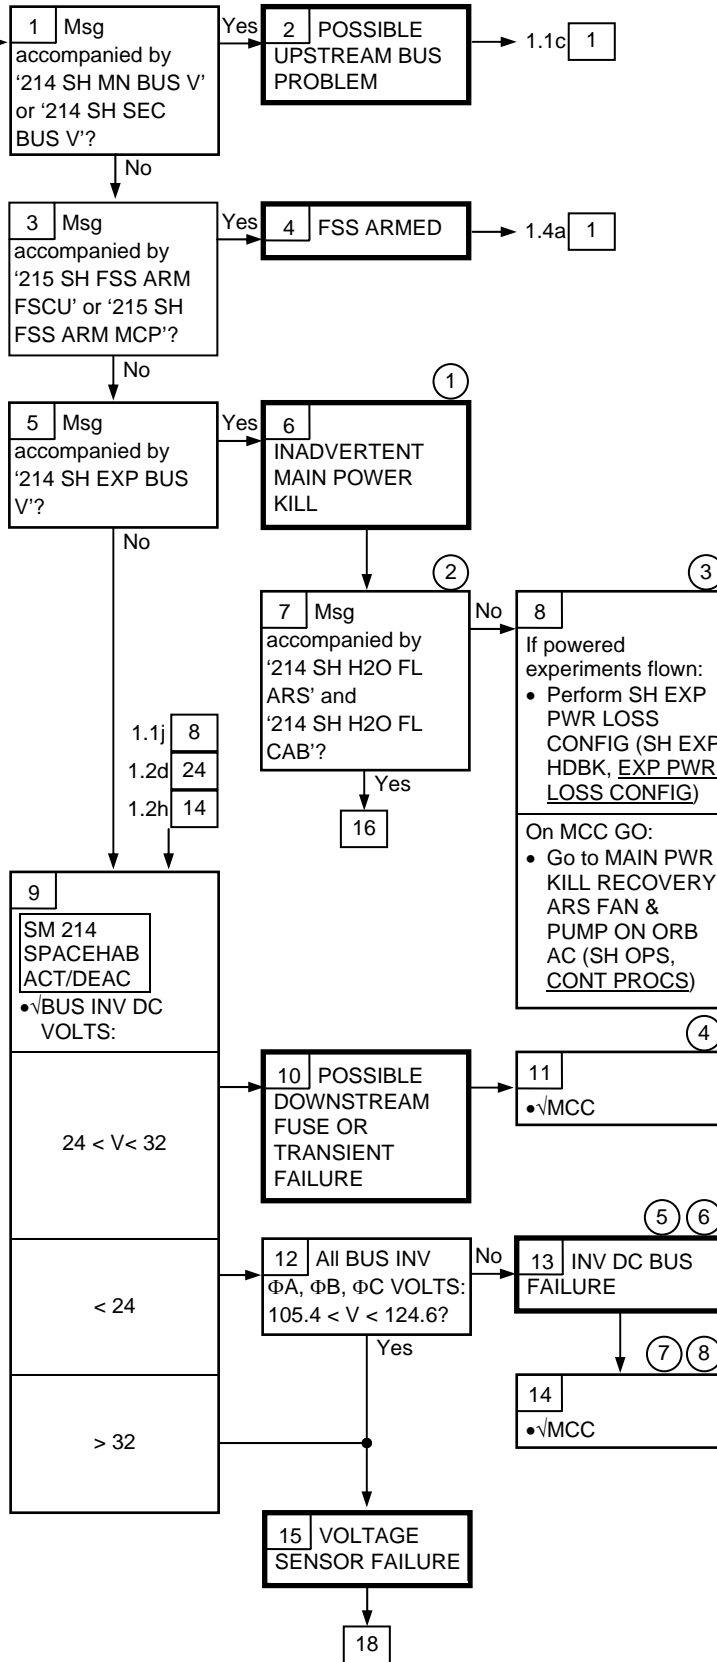 1 Msg
accompanied by
‘214 SH MN BUS V’
or ‘214 SH SEC
BUS V’?
Yes
2 POSSIBLE
UPSTREAM BUS
PROBLEM
1.1c 1
No
3 Msg
accompanied by
‘215 SH FSS ARM
FSCU’ or ‘215 SH
FSS ARM MCP’?
Yes
4 FSS ARMED
1.4a 1
No
5 Msg
accompanied by
‘214 SH EXP BUS
V’?
Yes
1
6
INADVERTENT
MAIN POWER
KILL
No
2
7 Msg
accompanied by
‘214 SH H2O FL
ARS’ and
‘214 SH H2O FL
CAB’?
No
Yes
16
3
8
If powered
experiments flown:
• Perform SH EXP
PWR LOSS
CONFIG (SH EXP
HDBK, EXP PWR
LOSS CONFIG)
On MCC GO:
• Go to MAIN PWR
KILL RECOVERY
ARS FAN &
PUMP ON ORB
AC (SH OPS,
CONT PROCS)
1.1j 8
1.2d 24
1.2h 14
9
SM 214
SPACEHAB
ACT/DEAC
•√BUS INV DC
VOLTS:
24 < V< 32
10 POSSIBLE
DOWNSTREAM
FUSE OR
TRANSIENT
FAILURE
4
11
•√MCC
< 24
12 All BUS INV
ΦA, ΦB, ΦC VOLTS:
105.4 < V < 124.6?
No
Yes
5 6
13 INV DC BUS
FAILURE
7 8
14
•√MCC
> 32
15 VOLTAGE
SENSOR FAILURE
18